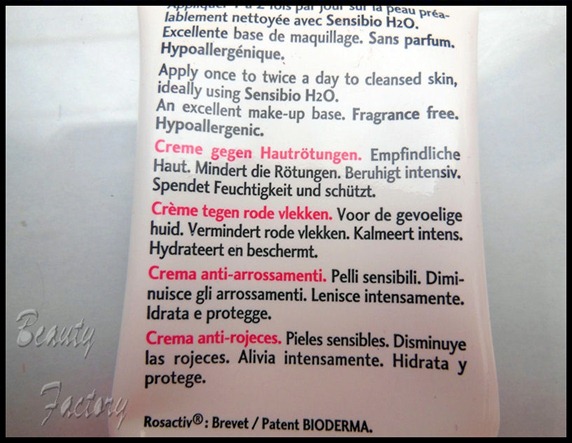 Appliquer 1 à 2 fois par jour sur la peau préa-
lablement nettoyée avec Sensibio H2O.
Excellente base de maquillage. Sans parfum.
Hypoallergénique.
Apply once to twice a day to cleansed skin,
ideally using Sensibio H2O.
An excellent make-up base. Fragrance free.
Hypoallergenic.
Creme gegen Hautrötungen. Empfindliche
Haut. Mindert die Rötungen. Beruhigt intensiv.
Spendet Feuchtigkeit und schützt.
Crème tegen rode vlekken. Voor de gevoelige
huid. Vermindert rode vlekken. Kalmeert intens.
Hydrateert en beschermt.
Crema anti-arrossamenti. Pelli sensibili. Dimi-
nuisce gli arrossamenti. Lenisce intensamente.
Idrata e protegge.
Crema anti-rojeces. Pieles sensibles. Disminuye
las rojeces. Alivia intensamente. Hidrata y
protege.
Rosactiv®: Brevet / Patent BIODERMA.
Beauty
Factory